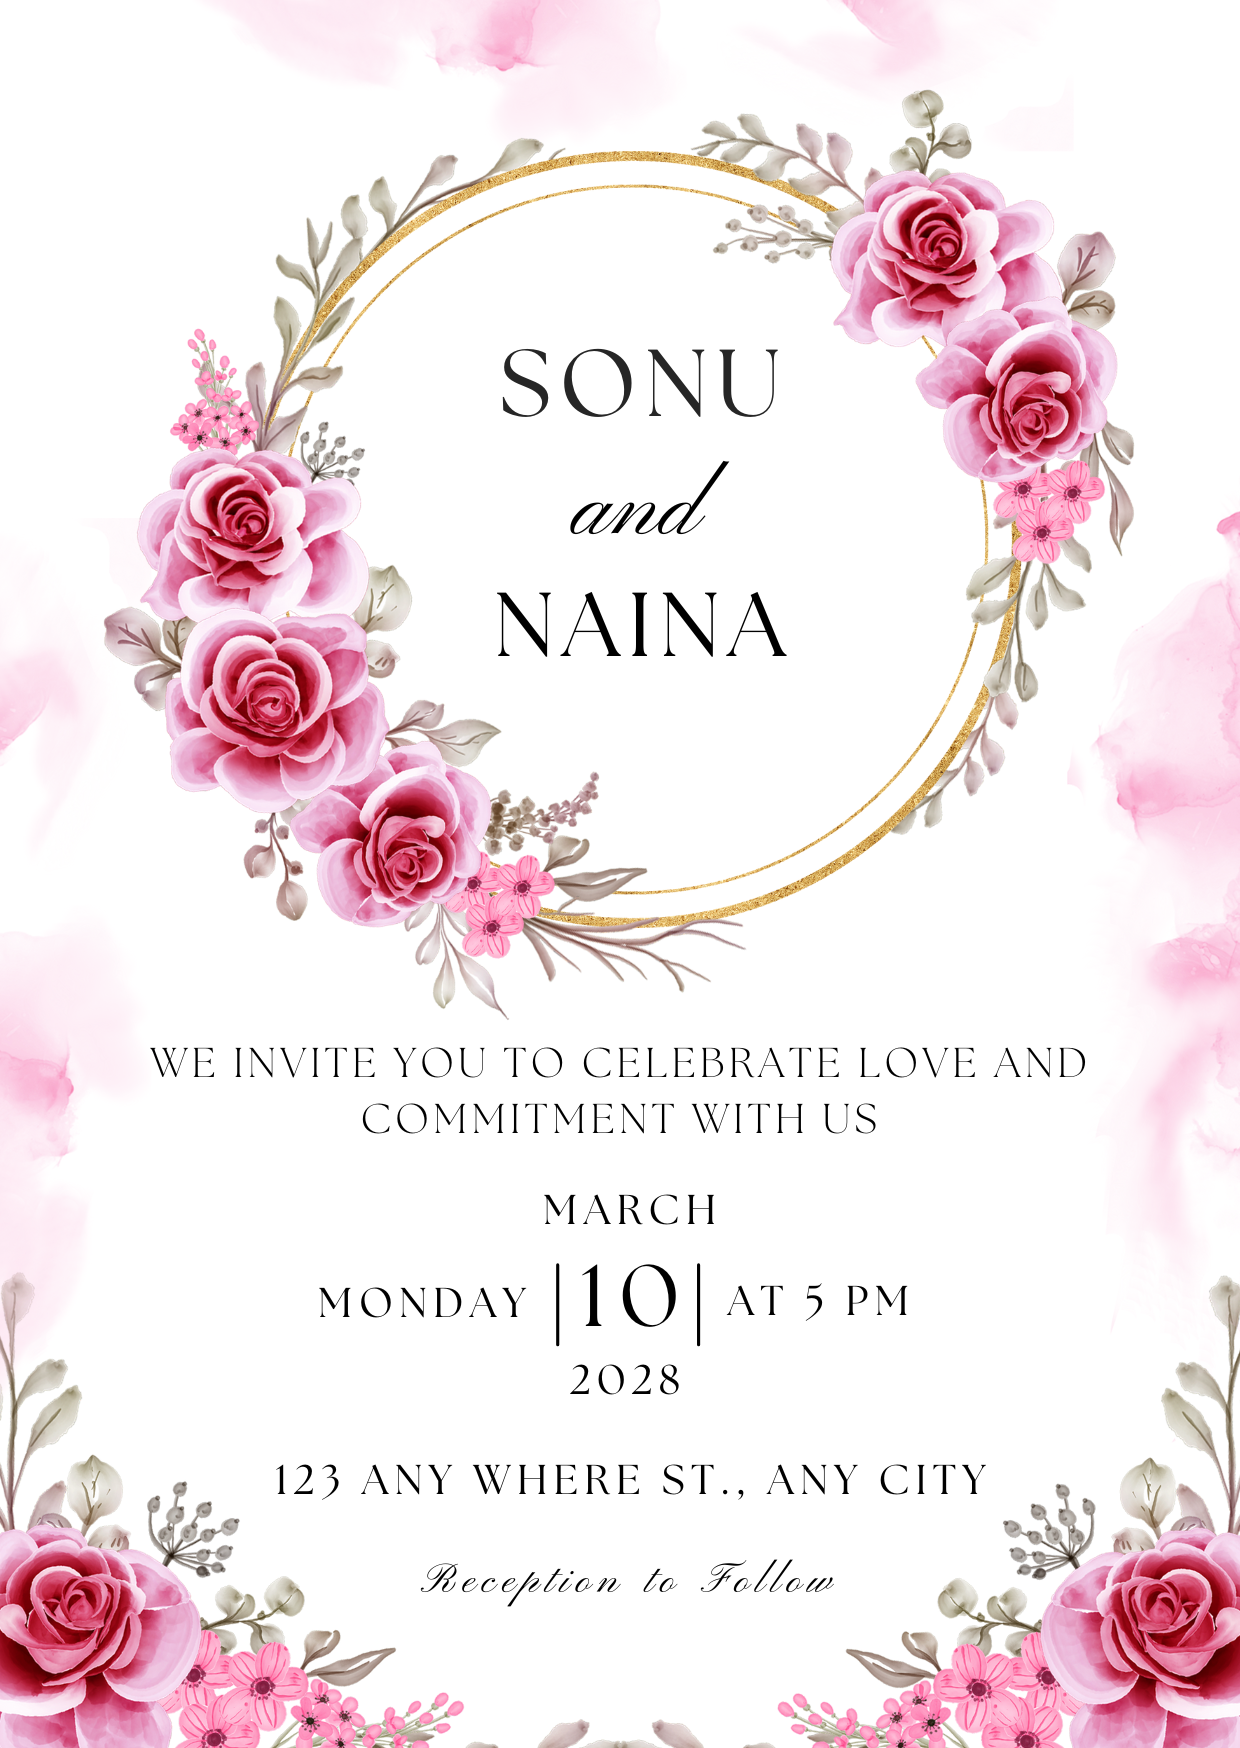 SONU
and
NAINA
WE INVITE YOU TO CELEBRATE LOVE AND
COMMITMENT WITH US
MARCH
MONDAY |10| AT 5 PM
2028
123 ANY WHERE ST., ANY CITY
Reception to Follow